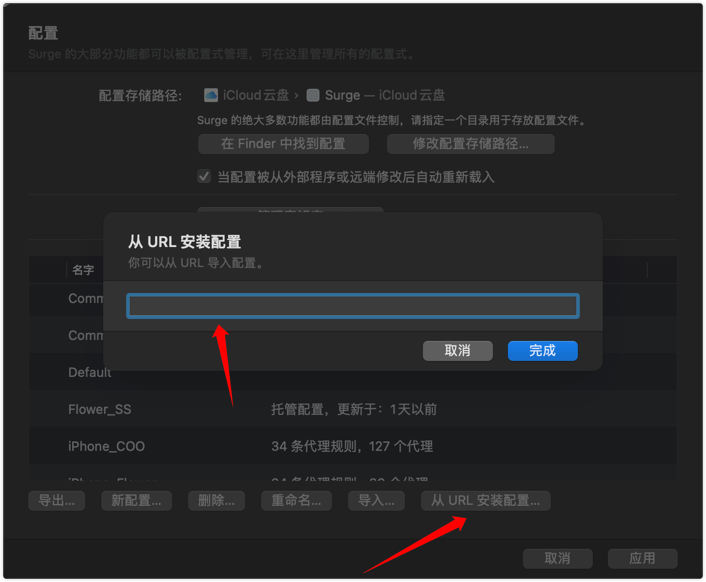 配置
Surge 的大部分功能都可以被配置式管理，可在这里管理所有的配置式。
配置存储路径: iCloud 云盘 › Surge — iCloud 云盘
Surge 的绝大多数功能都由配置文件控制，请指定一个目录用于存放配置文件。
在 Finder 中找到配置 修改配置存储路径...
当配置被从外部程序或远端修改后自动重新载入
从 URL 安装配置
你可以从 URL 导入配置。
取消 完成
名字
Comm
Comm
Default
Flower_SS 托管配置，更新于：1天以前
iPhone_COO 34 条代理规则，127 个代理
导出... 新配置... 删除... 重命名... 导入... 从 URL 安装配置...
取消 应用